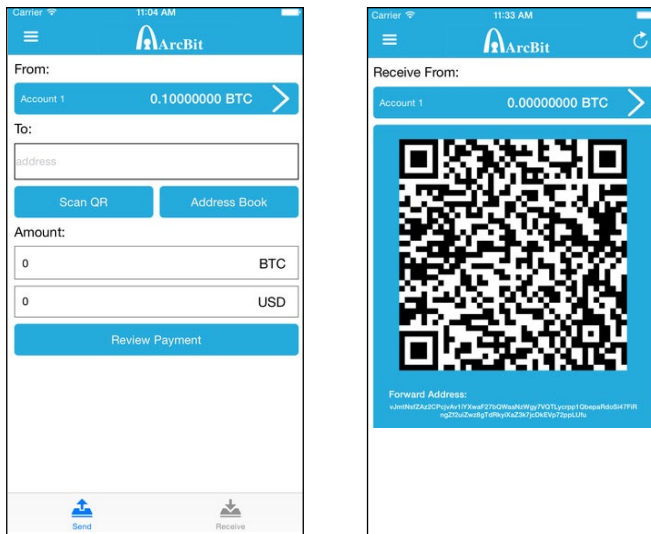 Carrier 11:04 AM
ArcBit
From:
Account 1 0.10000000 BTC
To:
address
Scan QR Address Book
Amount:
0 BTC
0 USD
Review Payment
Send Receive
Carrier 11:33 AM
ArcBit
Receive From:
Account 1 0.00000000 BTC
Forward Address: